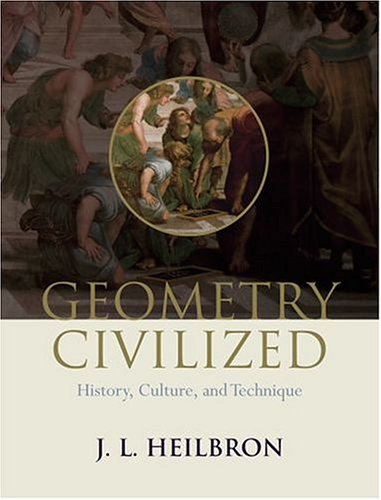 GEOMETRY
CIVILIZED
History, Culture, and Technique
J. L. HEILBRON